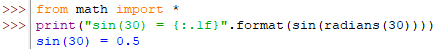 >>> from math import *
>>> print("sin(30) = {:.1f}".format(sin(radians(30))))
sin(30) = 0.5